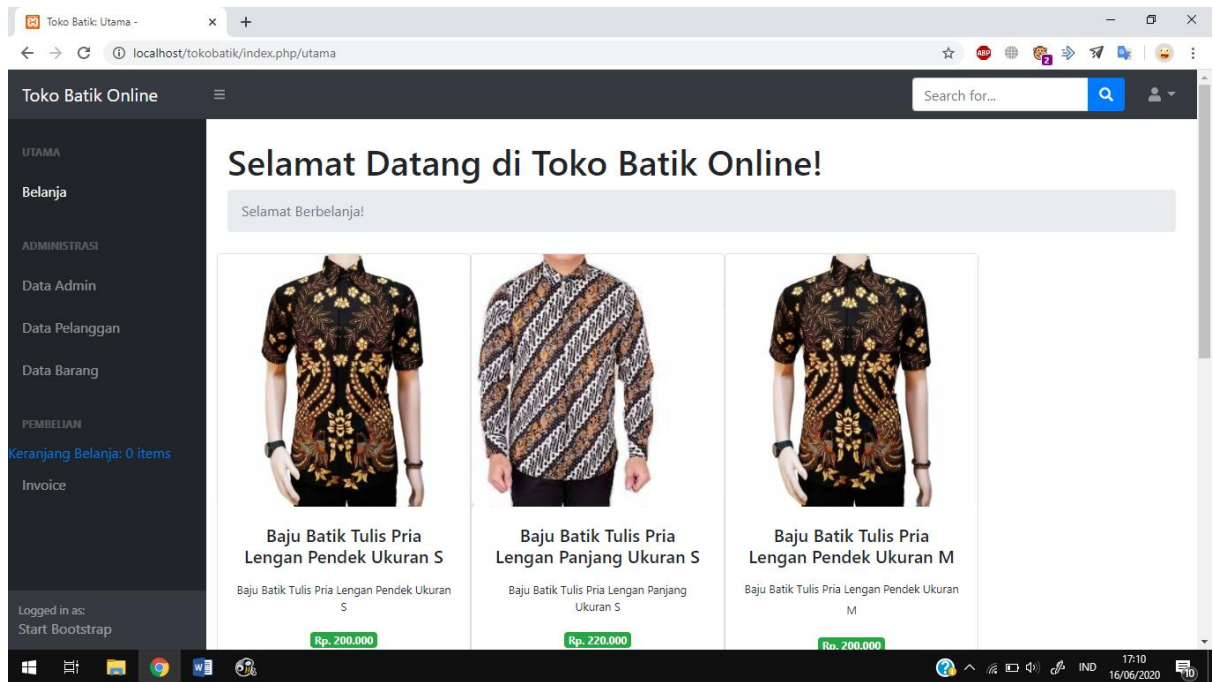 Toko Batik: Utama -
localhost/tokobatik/index.php/utama
ABP
2
Toko Batik Online
Search for...
UTAMA
Belanja
ADMINISTRASI
Data Admin
Data Pelanggan
Data Barang
PEMBELIAN
Keranjang Belanja: 0 items
Invoice
Logged in as:
Start Bootstrap
Selamat Datang di Toko Batik Online!
Selamat Berbelanja!
Baju Batik Tulis Pria
Lengan Pendek Ukuran S
Baju Batik Tulis Pria Lengan Pendek Ukuran
S
Rp. 200.000
Baju Batik Tulis Pria
Lengan Panjang Ukuran S
Baju Batik Tulis Pria Lengan Panjang
Ukuran S
Rp. 220.000
Baju Batik Tulis Pria
Lengan Pendek Ukuran M
Baju Batik Tulis Pria Lengan Pendek Ukuran
M
Rp. 200.000
IND
17:10
16/06/2020
10